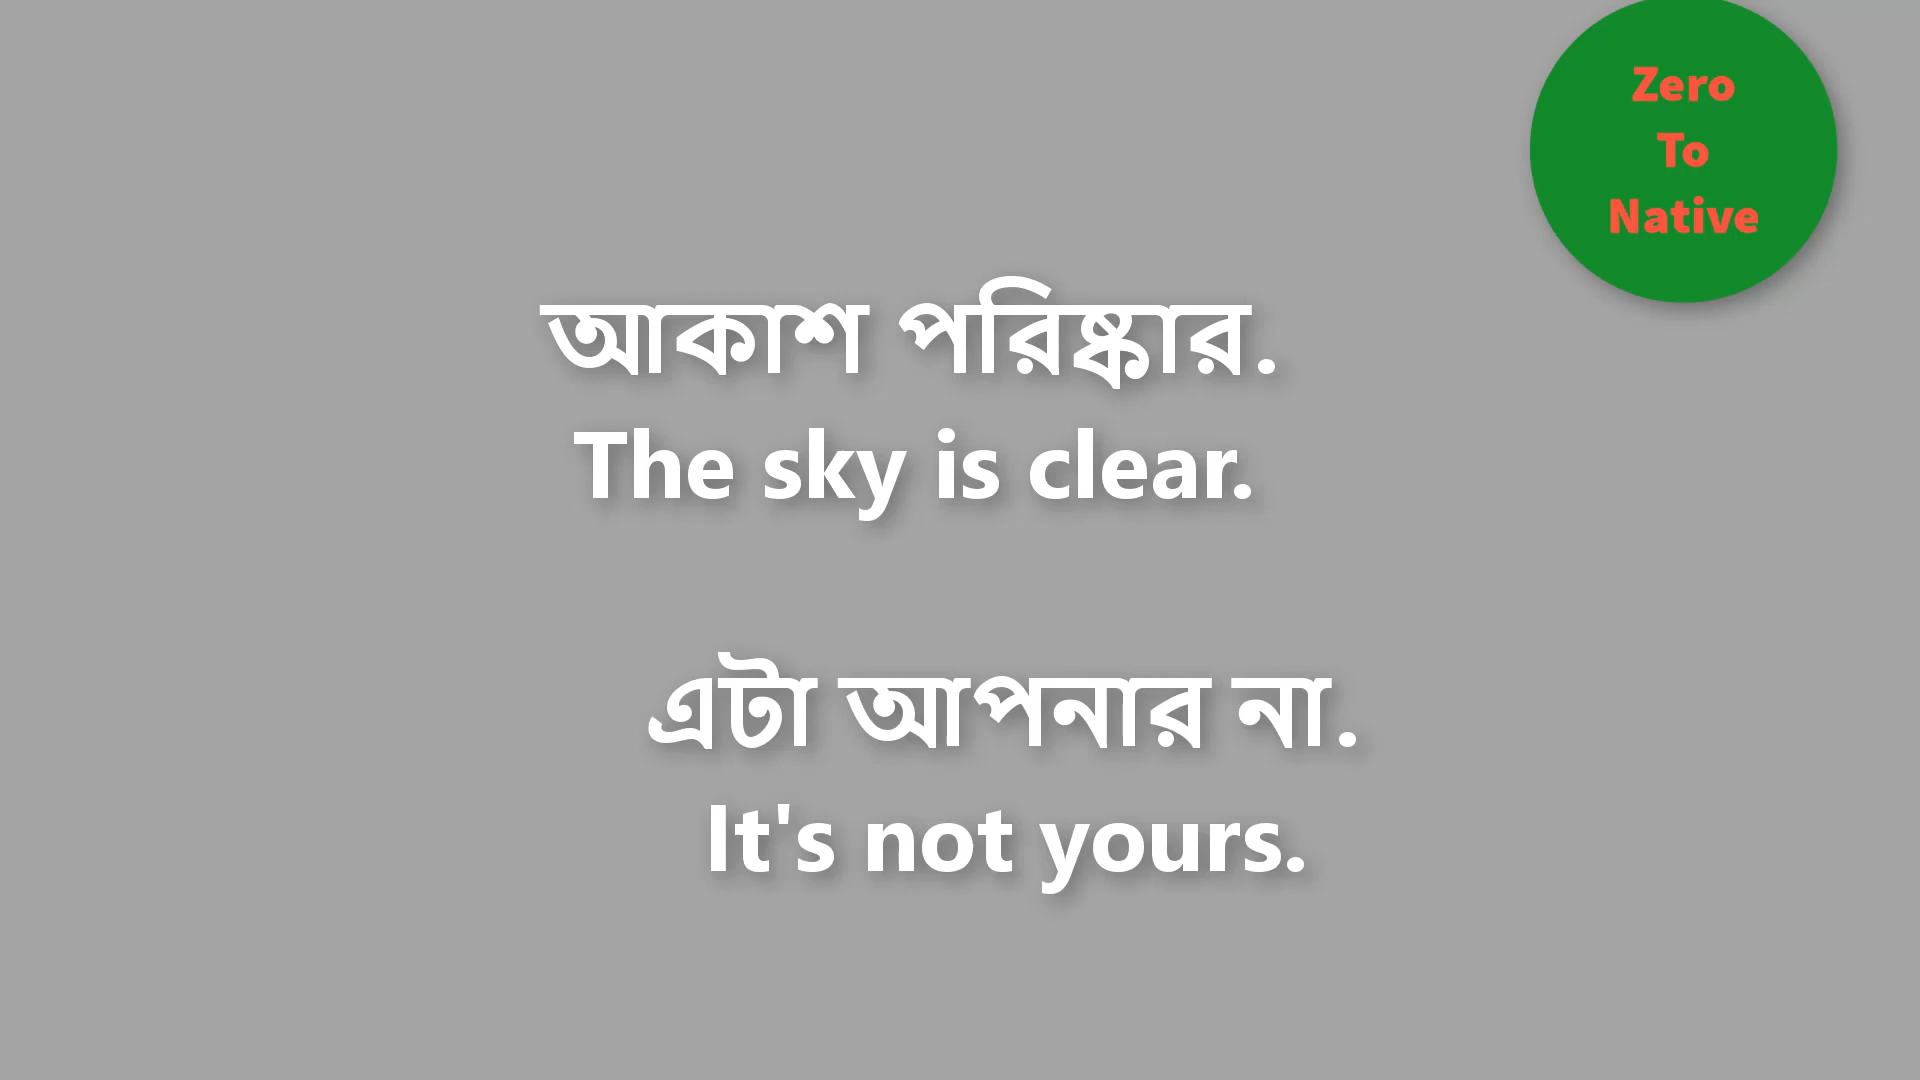 Zero
To
Native
আকাশ পরিষ্কার.
The sky is clear.
এটা আপনার না.
It's not yours.